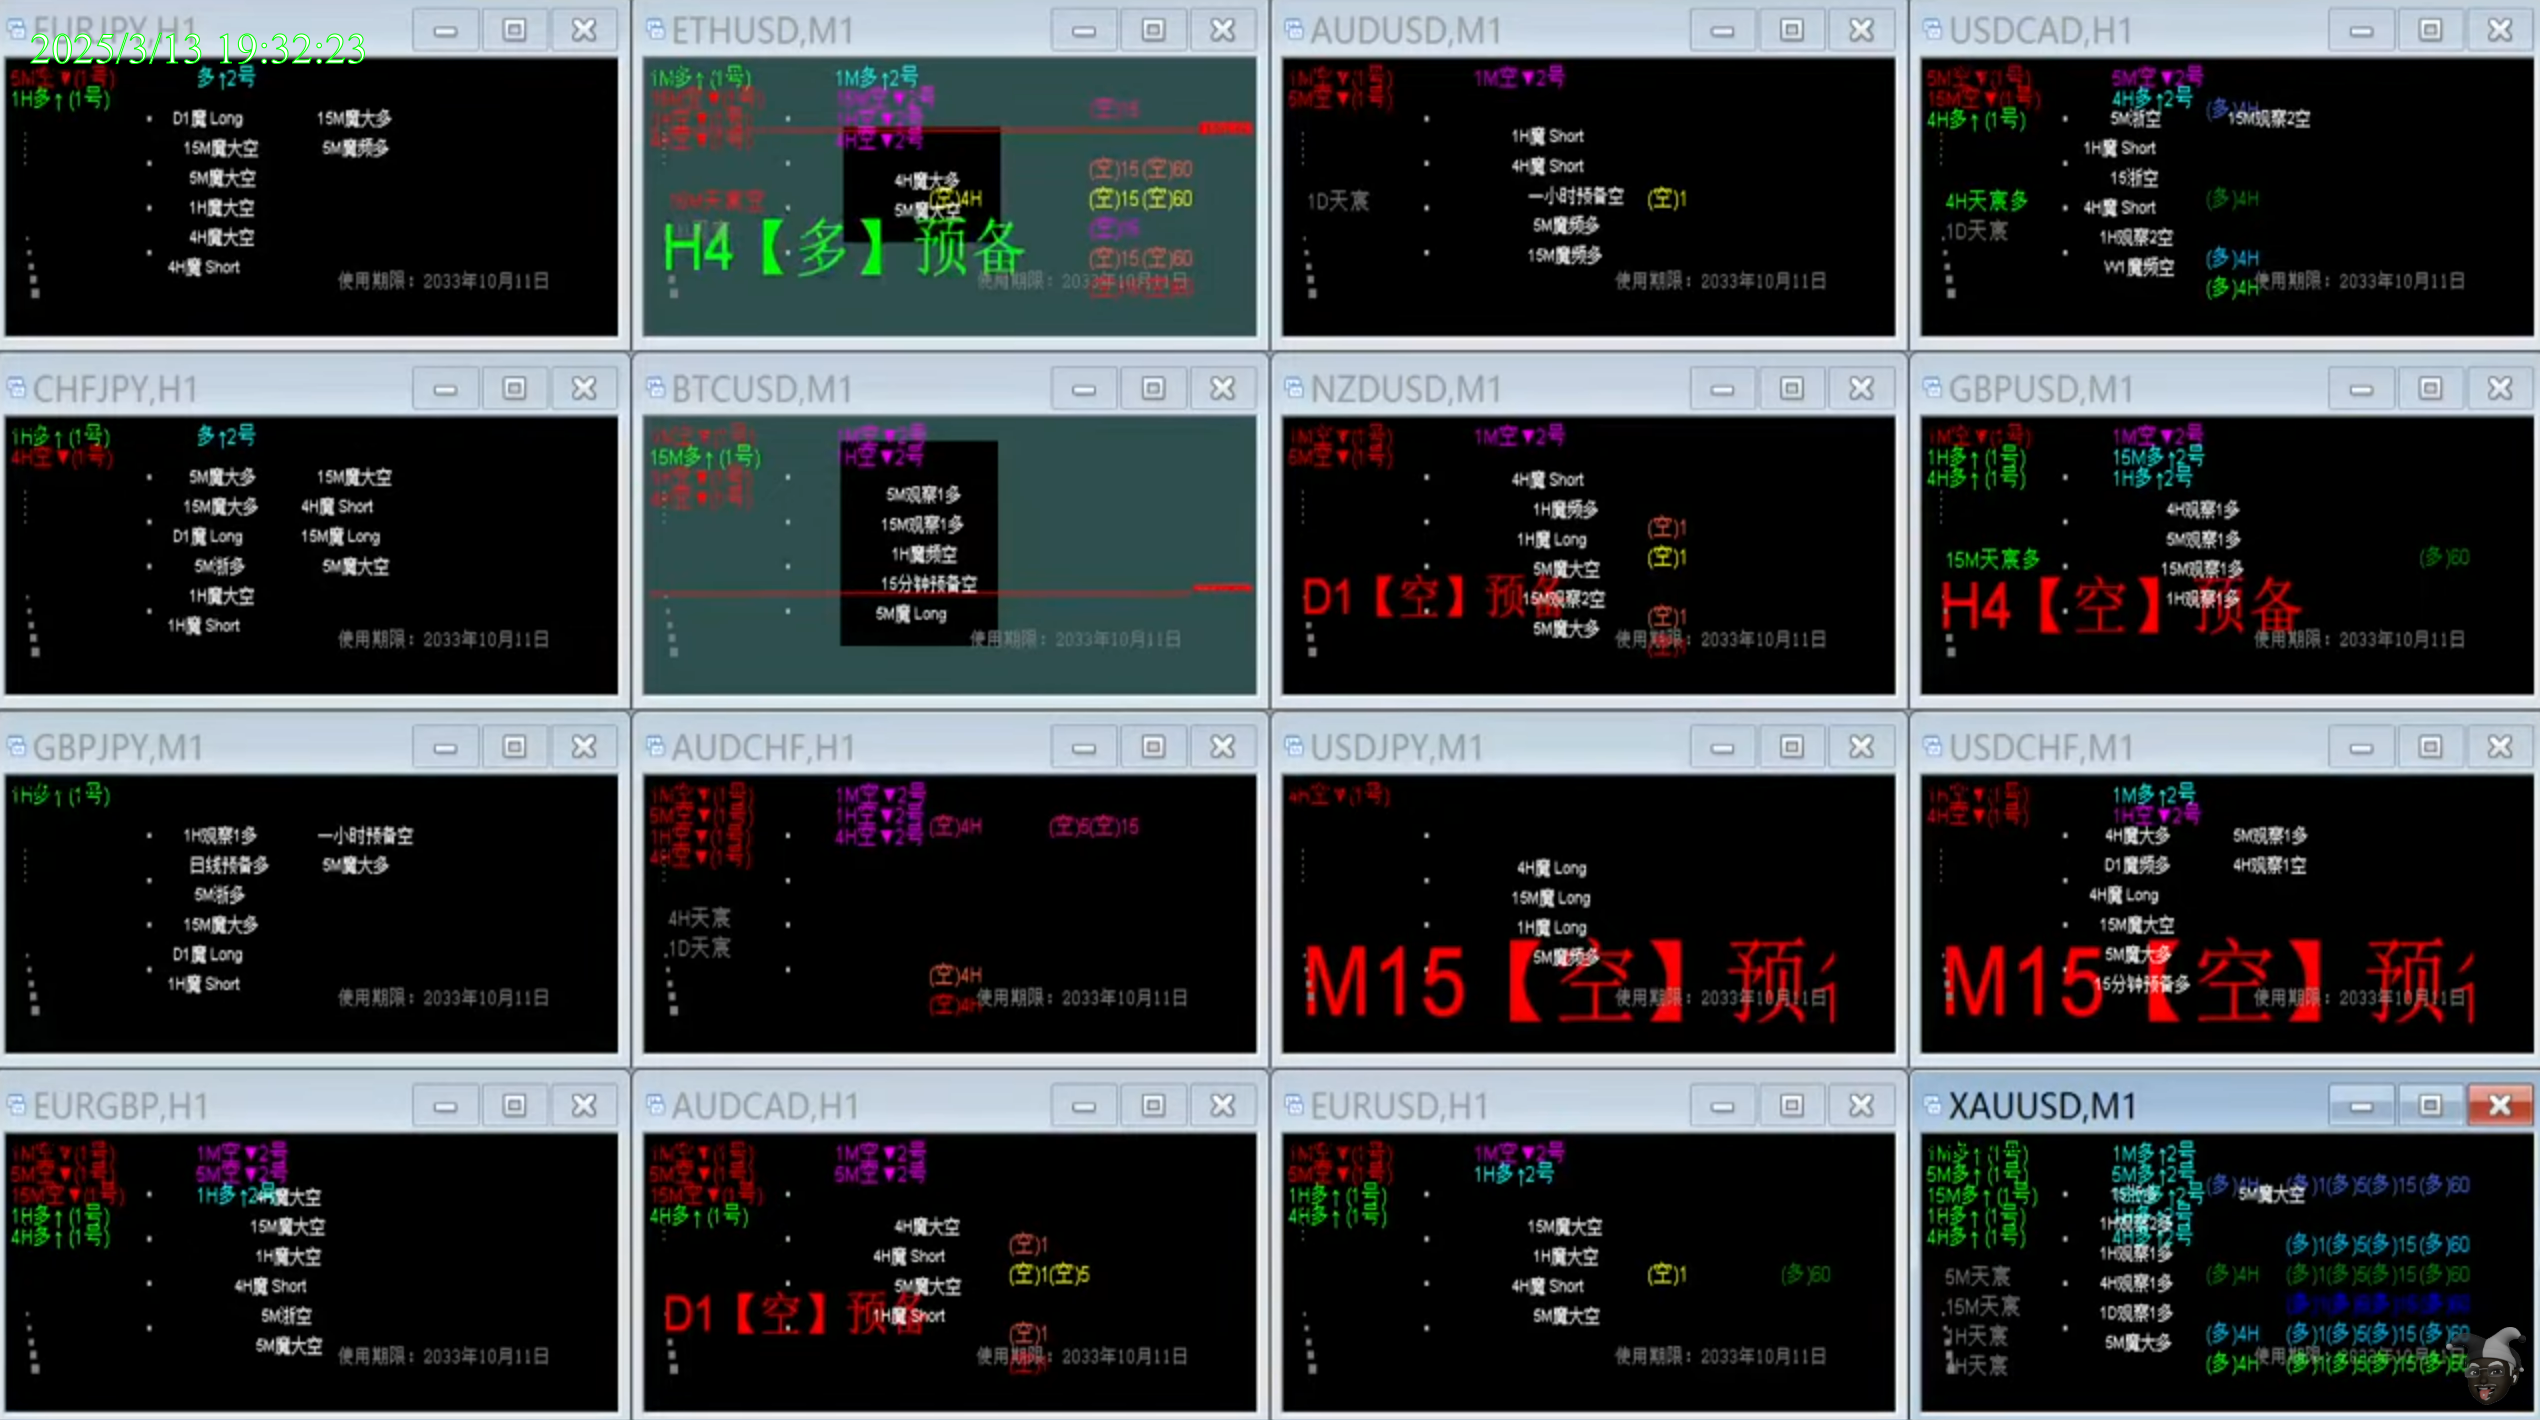 EURJPY,H1
2025/3/13 19:32:23
5M空▼(1号) 多↑2号
1H多↑(1号)
D1魔 Long 15M魔大多
15M魔大空 5M魔频多
5M魔大空
1H魔大空
4H魔大空
4H魔 Short
使用期限：2033年10月11日
ETHUSD,M1
1M多↑(1号) 1M多↑2号
15M空▼2号
1H空▼2号
4H空▼2号
4H魔大多
(空)4H
5M魔大空
(空)15
(空)15(空)60
(空)15(空)60
(空)15
(空)15(空)60
15M天宸空
H4【多】预备
使用期限：2033年10月11日
AUDUSD,M1
1M空▼(1号) 1M空▼2号
5M空▼(1号)
1H魔 Short
4H魔 Short
1D天宸 一小时预备空 (空)1
5M魔频多
15M魔频多
使用期限：2033年10月11日
USDCAD,H1
5M空▼(1号) 5M空▼2号
15M空▼(1号) 4H多↑2号 (多)4H
4H多↑(1号) 5M浙空 15M观察2空
1H魔 Short
15浙空
4H天宸多 (多)4H
4H魔 Short
1D天宸 1H观察2空
W1魔频空 (多)4H
(多)4H
使用期限：2033年10月11日
CHFJPY,H1
1H多↑(1号) 多↑2号
4H空▼(1号)
5M魔大多 15M魔大空
15M魔大多 4H魔 Short
D1魔 Long 15M魔 Long
5M浙多 5M魔大空
1H魔大空
1H魔 Short
使用期限：2033年10月11日
BTCUSD,M1
1M空▼(1号) 1M空▼2号
15M多↑(1号) 1H空▼2号
1H空▼(1号)
4H空▼(1号)
5M观察1多
15M观察1多
1H魔频空
15分钟预备空
5M魔 Long
使用期限：2033年10月11日
NZDUSD,M1
1M空▼(1号) 1M空▼2号
5M空▼(1号)
4H魔 Short
1H魔频多
(空)1
1H魔 Long
(空)1
5M魔大空
D1【空】预备
15M观察2空
(空)1
5M魔大多
(空)1
使用期限：2033年10月11日
GBPUSD,M1
1M空▼(1号) 1M空▼2号
1H多↑(1号) 15M多↑2号
4H多↑(1号) 1H多↑2号
4H观察1多
5M观察1多
15M天宸多 15M观察1多 (多)60
H4【空】预备
1H观察1多
使用期限：2033年10月11日
GBPJPY,M1
1H多↑(1号)
1H观察1多 一小时预备空
日线预备多 5M魔大多
5M浙多
15M魔大多
D1魔 Long
1H魔 Short
使用期限：2033年10月11日
AUDCHF,H1
1M空▼(1号) 1M空▼2号
5M空▼(1号) 1H空▼2号
1H空▼(1号) 4H空▼2号 (空)4H (空)5(空)15
4H空▼(1号)
4H天宸
1D天宸
(空)4H
(空)4H
使用期限：2033年10月11日
USDJPY,M1
4H空▼(1号)
4H魔 Long
15M魔 Long
1H魔 Long
5M魔频多
M15【空】预
使用期限：2033年10月11日
USDCHF,M1
1H空▼(1号) 1M多↑2号
4H空▼(1号) 1H空▼2号
4H魔大多 5M观察1多
D1魔频多 4H观察1空
4H魔 Long
15M魔大空
5M魔大多
M15【空】预
15分钟预备多
使用期限：2033年10月11日
EURGBP,H1
1M空▼(1号) 1M空▼2号
5M空▼(1号) 5M空▼2号
15M空▼(1号) 1H多↑2号 4H魔大空
1H多↑(1号)
4H多↑(1号)
15M魔大空
1H魔大空
4H魔 Short
5M浙空
5M魔大空
使用期限：2033年10月11日
AUDCAD,H1
1M空▼(1号) 1M空▼2号
5M空▼(1号) 5M空▼2号
15M空▼(1号)
4H多↑(1号)
4H魔大空
(空)1
4H魔 Short
(空)1(空)5
5M魔大空
D1【空】预备
1H魔 Short
(空)1
使用期限：2033年10月11日
EURUSD,H1
1M空▼(1号) 1M空▼2号
5M空▼(1号) 1H多↑2号
1H多↑(1号)
4H多↑(1号)
15M魔大空
1H魔大空
(空)1 (多)60
4H魔 Short
5M魔大空
使用期限：2033年10月11日
XAUUSD,M1
1M多↑(1号) 1M多↑2号
5M多↑(1号) 5M多↑2号
15M多↑(1号) (多)4H (多)1(多)5(多)15(多)60
5M魔大空
1H多↑(1号) 1H观察2多
4H多↑(1号) 4H多↑2号 (多)1(多)5(多)15(多)60
1H观察1多
5M天宸 4H观察1多 (多)4H (多)1(多)5(多)15(多)60
15M天宸 1D观察1多
1H天宸 5M魔大多 (多)4H (多)1(多)5(多)15(多)60
4H天宸 (多)4H (多)1(多)5(多)15(多)60